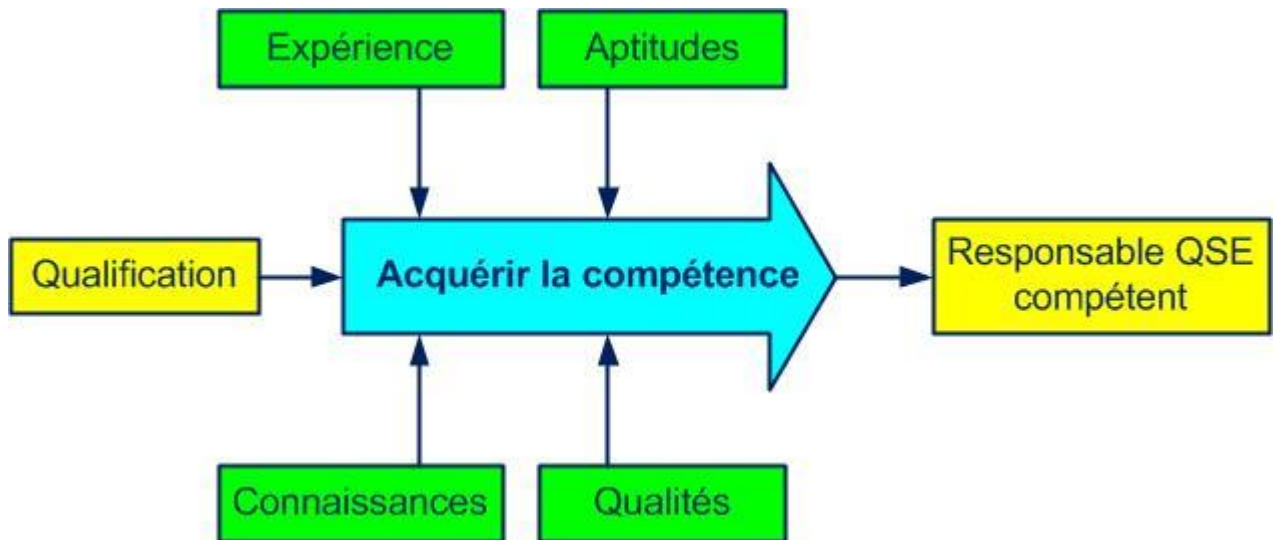 Expérience
Aptitudes
Qualification
Acquérir la compétence
Responsable QSE
compétent
Connaissances
Qualités